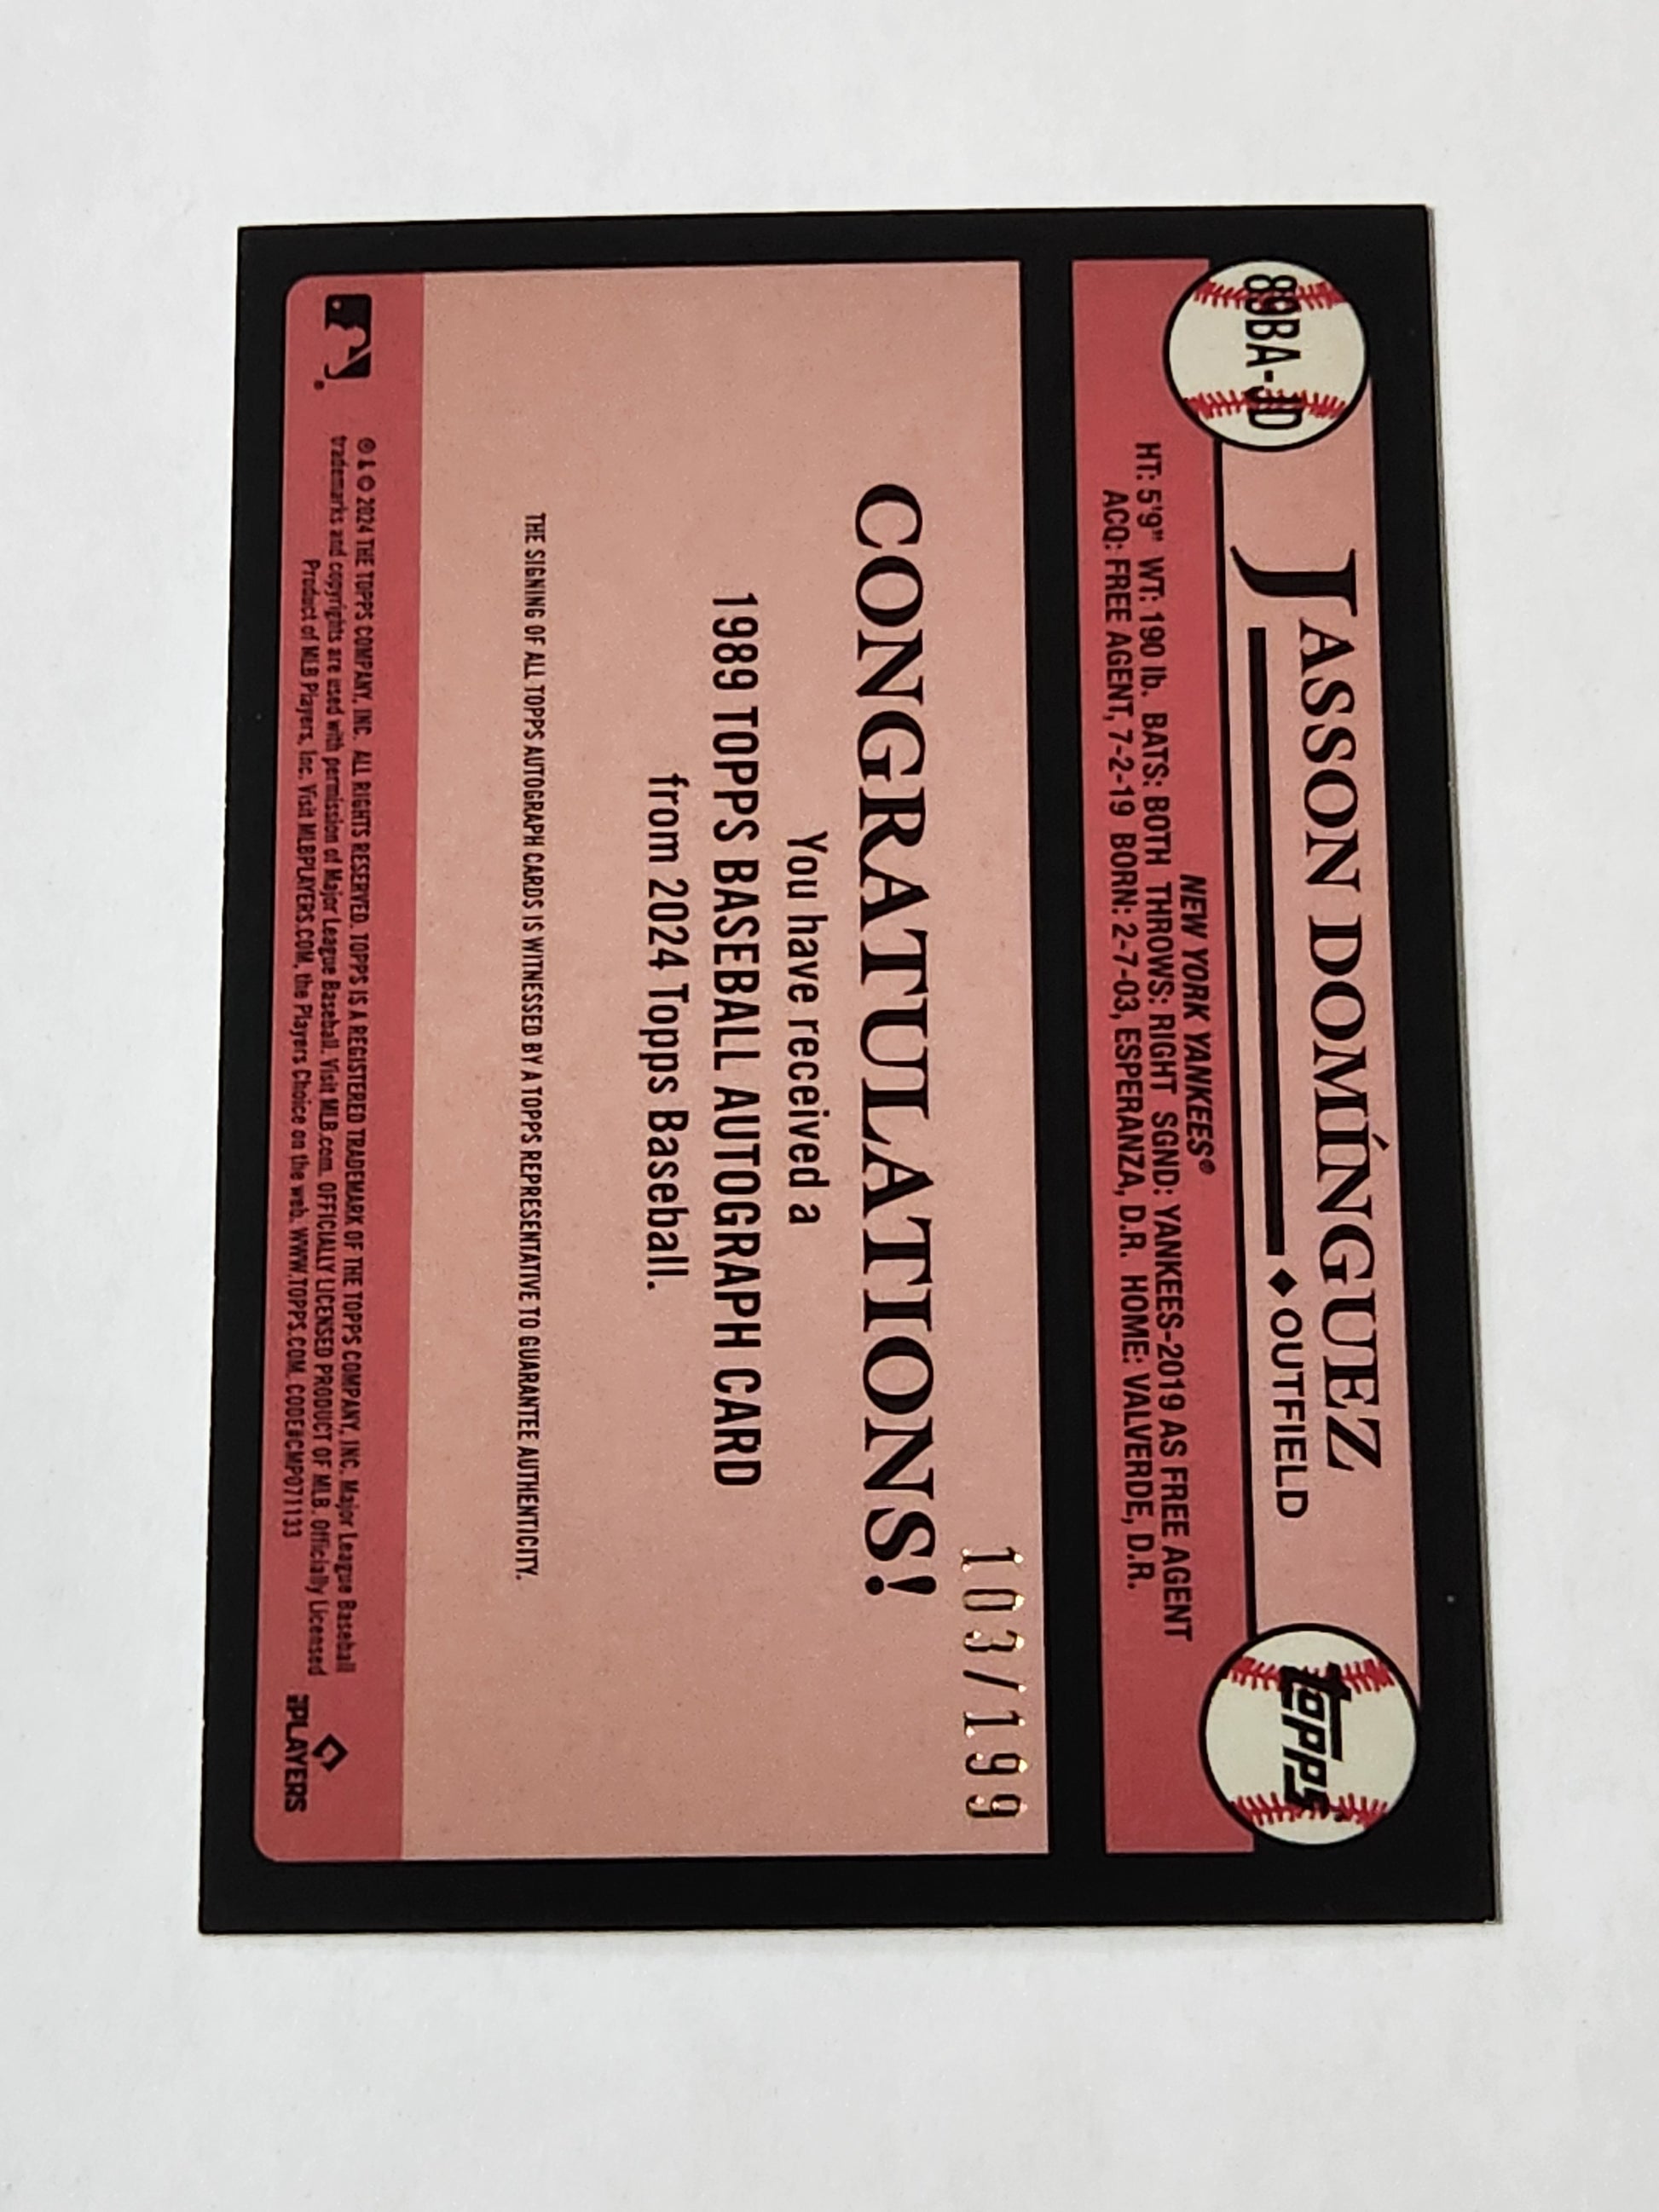 89BA-JD
JASSON DOMÍNGUEZ
◆OUTFIELD
topps
NEW YORK YANKEES®
HT: 5'9" WT: 190 lb. BATS: BOTH THROWS: RIGHT SGND: YANKEES-2019 AS FREE AGENT
ACQ: FREE AGENT, 7-2-19 BORN: 2-7-03, ESPERANZA, D.R. HOME: VALVERDE, D.R.
103/199
CONGRATULATIONS!
You have received a
1989 TOPPS BASEBALL AUTOGRAPH CARD
from 2024 Topps Baseball.
THE SIGNING OF ALL TOPPS AUTOGRAPH CARDS IS WITNESSED BY A TOPPS REPRESENTATIVE TO GUARANTEE AUTHENTICITY.
® & © 2024 THE TOPPS COMPANY, INC. ALL RIGHTS RESERVED. TOPPS IS A REGISTERED TRADEMARK OF THE TOPPS COMPANY, INC. Major League Baseball
trademarks and copyrights are used with permission of Major League Baseball. Visit MLB.com. OFFICIALLY LICENSED PRODUCT OF MLB. Officially Licensed
Product of MLB Players, Inc. Visit MLBPLAYERS.COM, the Players Choice on the web. WWW.TOPPS.COM. CODE#CMP071133
PLAYERS